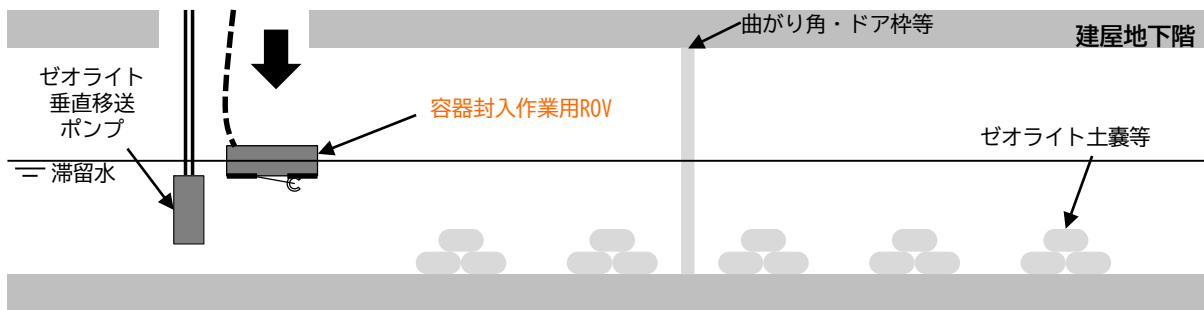 曲がり角・ドア枠等
建屋地下階
ゼオライト
垂直移送
ポンプ
容器封入作業用ROV
ゼオライト土嚢等
滞留水